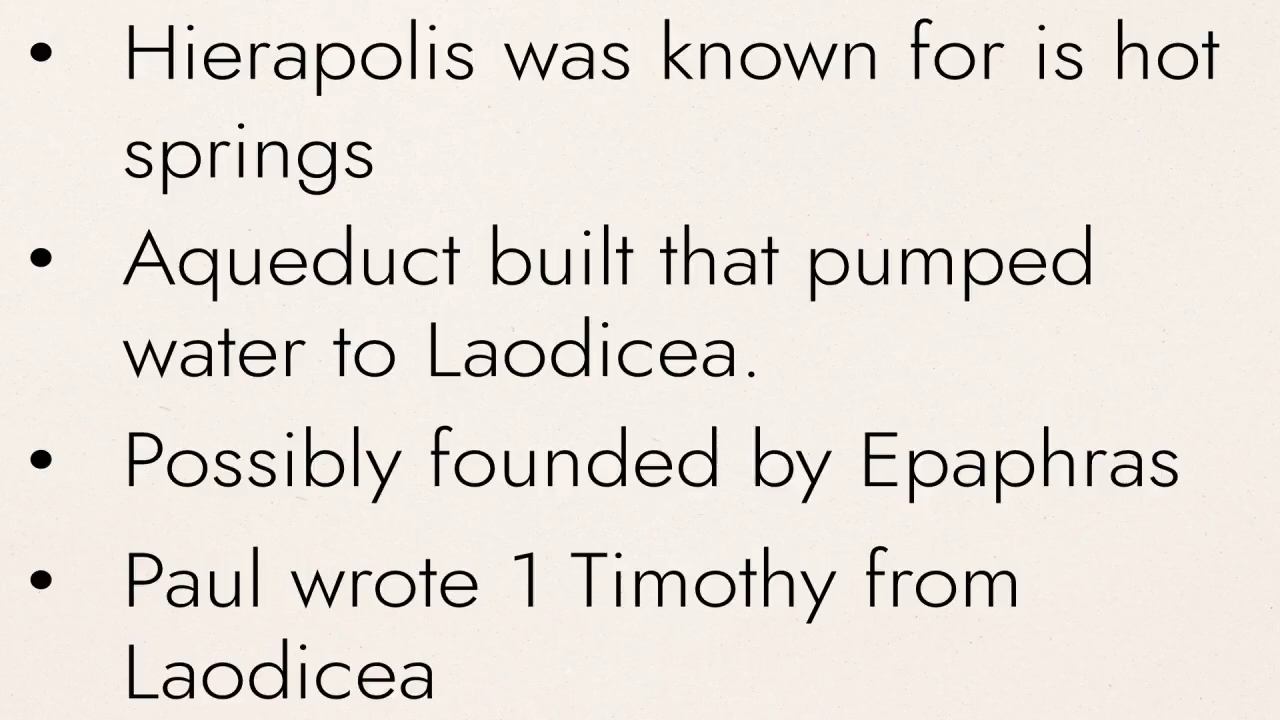 • Hierapolis was known for is hot
springs
• Aqueduct built that pumped
water to Laodicea.
• Possibly founded by Epaphras
• Paul wrote 1 Timothy from
Laodicea